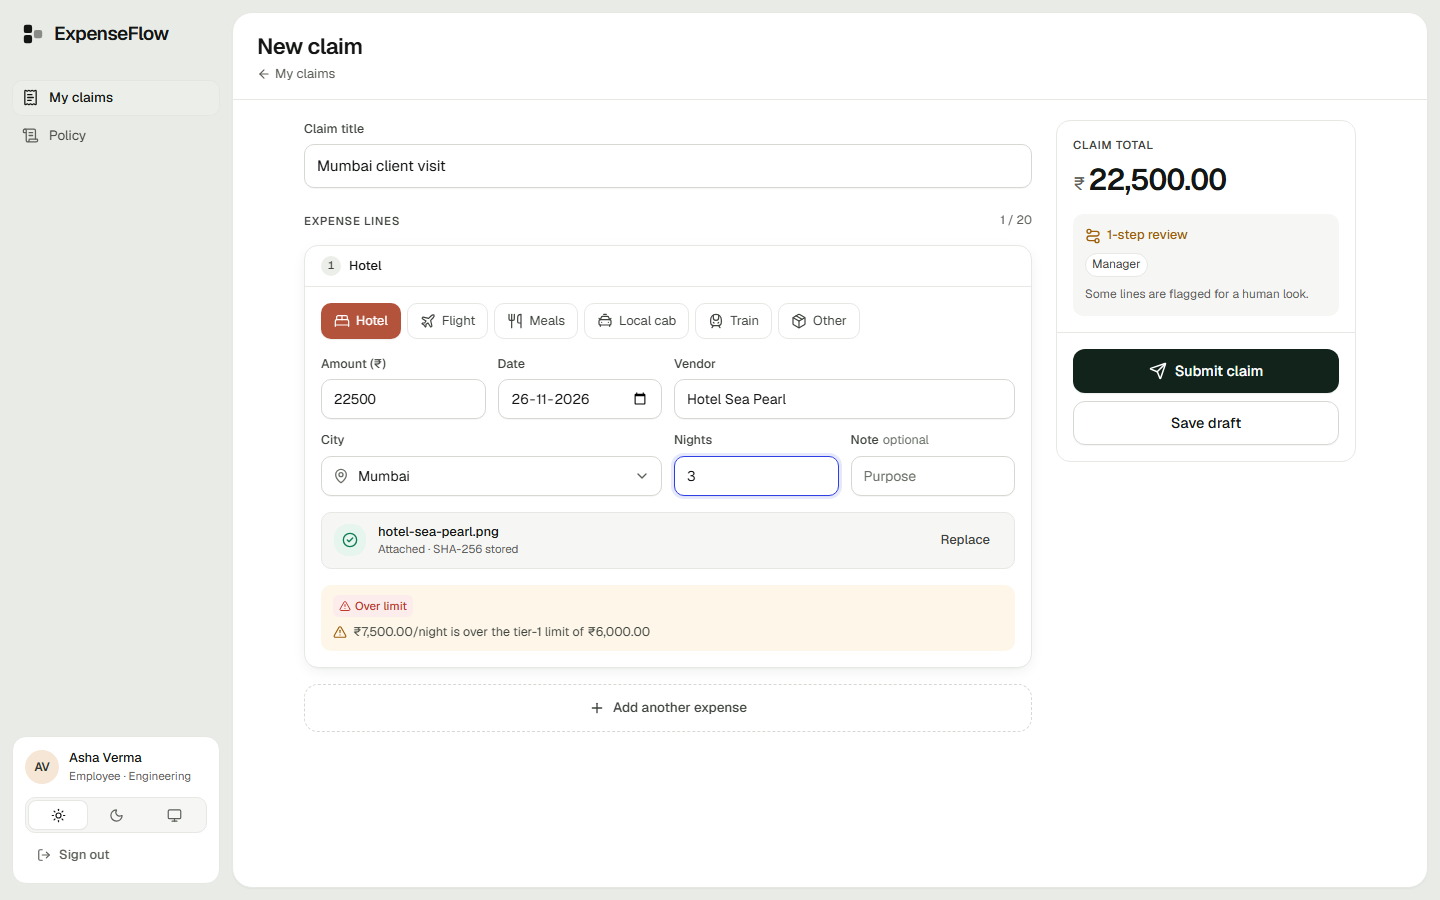 ExpenseFlow
My claims
Policy
New claim
My claims
Claim title
Mumbai client visit
EXPENSE LINES
1 / 20
1 Hotel
Hotel Flight Meals Local cab Train Other
Amount (₹) Date Vendor
22500 26-11-2026 Hotel Sea Pearl
City Nights Note optional
Mumbai 3 Purpose
hotel-sea-pearl.png
Attached · SHA-256 stored
Replace
Over limit
₹7,500.00/night is over the tier-1 limit of ₹6,000.00
Add another expense
CLAIM TOTAL
₹ 22,500.00
1-step review
Manager
Some lines are flagged for a human look.
Submit claim
Save draft
AV
Asha Verma
Employee · Engineering
Sign out